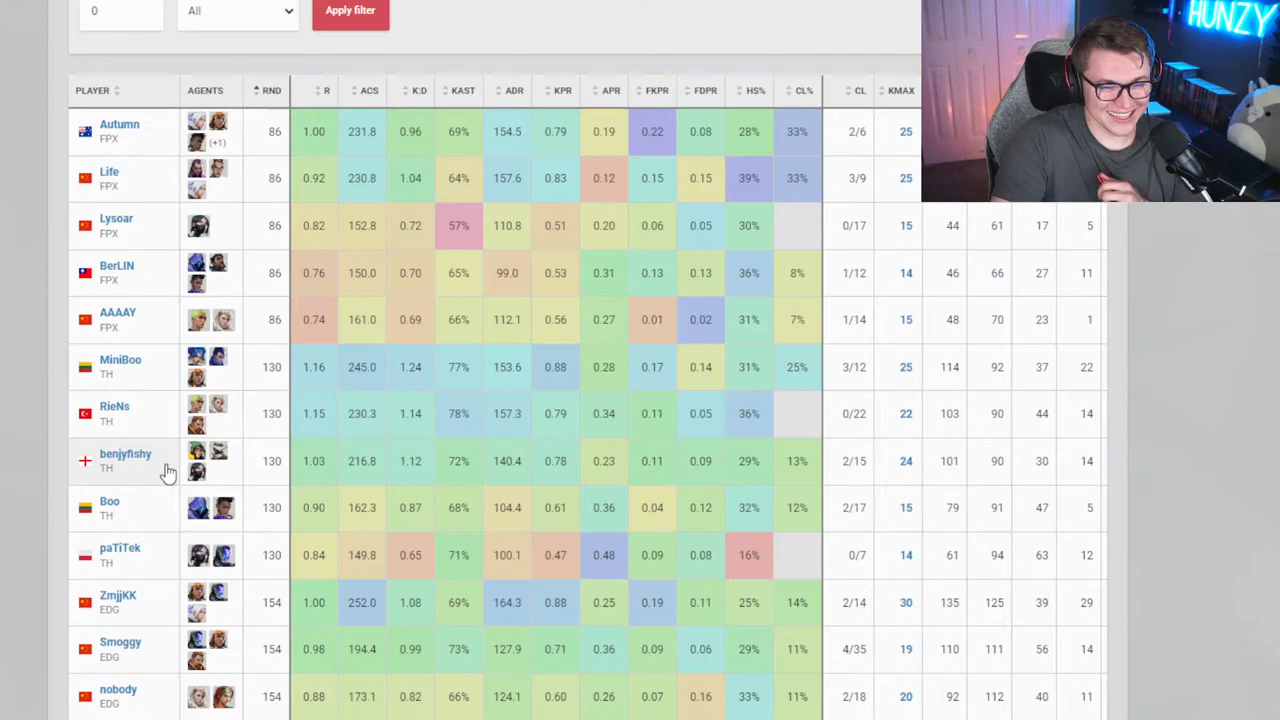 0 All Apply filter
HUNZY
PLAYER AGENTS RND R ACS K:D KAST ADR KPR APR FKPR FDPR HS% CL% CL KMAX
Autumn 86 1.00 231.8 0.96 69% 154.5 0.79 0.19 0.22 0.08 28% 33% 2/6 25
FPX (+1)
Life 86 0.92 230.8 1.04 64% 157.6 0.83 0.12 0.15 0.15 39% 33% 3/9 25
FPX
Lysoar 86 0.82 152.8 0.72 57% 110.8 0.51 0.20 0.06 0.05 30% 0/17 15 44 61 17 5
FPX
BerLIN 86 0.76 150.0 0.70 65% 99.0 0.53 0.31 0.13 0.13 36% 8% 1/12 14 46 66 27 11
FPX
AAAAY 86 0.74 161.0 0.69 66% 112.1 0.56 0.27 0.01 0.02 31% 7% 1/14 15 48 70 23 1
FPX
MiniBoo 130 1.16 245.0 1.24 77% 153.6 0.88 0.28 0.17 0.14 31% 25% 3/12 25 114 92 37 22
TH
RieNs 130 1.15 230.3 1.14 78% 157.3 0.79 0.34 0.11 0.05 36% 0/22 22 103 90 44 14
TH
benjyfishy 130 1.03 216.8 1.12 72% 140.4 0.78 0.23 0.11 0.09 29% 13% 2/15 24 101 90 30 14
TH
Boo 130 0.90 162.3 0.87 68% 104.4 0.61 0.36 0.04 0.12 32% 12% 2/17 15 79 91 47 5
TH
paTiTek 130 0.84 149.8 0.65 71% 100.1 0.47 0.48 0.09 0.08 16% 0/7 14 61 94 63 12
TH
ZmjjKK 154 1.00 252.0 1.08 69% 164.3 0.88 0.25 0.19 0.11 25% 14% 2/14 30 135 125 39 29
EDG
Smoggy 154 0.98 194.4 0.99 73% 127.9 0.71 0.36 0.09 0.06 29% 11% 4/35 19 110 111 56 14
EDG
nobody 154 0.88 173.1 0.82 66% 124.1 0.60 0.26 0.07 0.16 33% 11% 2/18 20 92 112 40 11
EDG